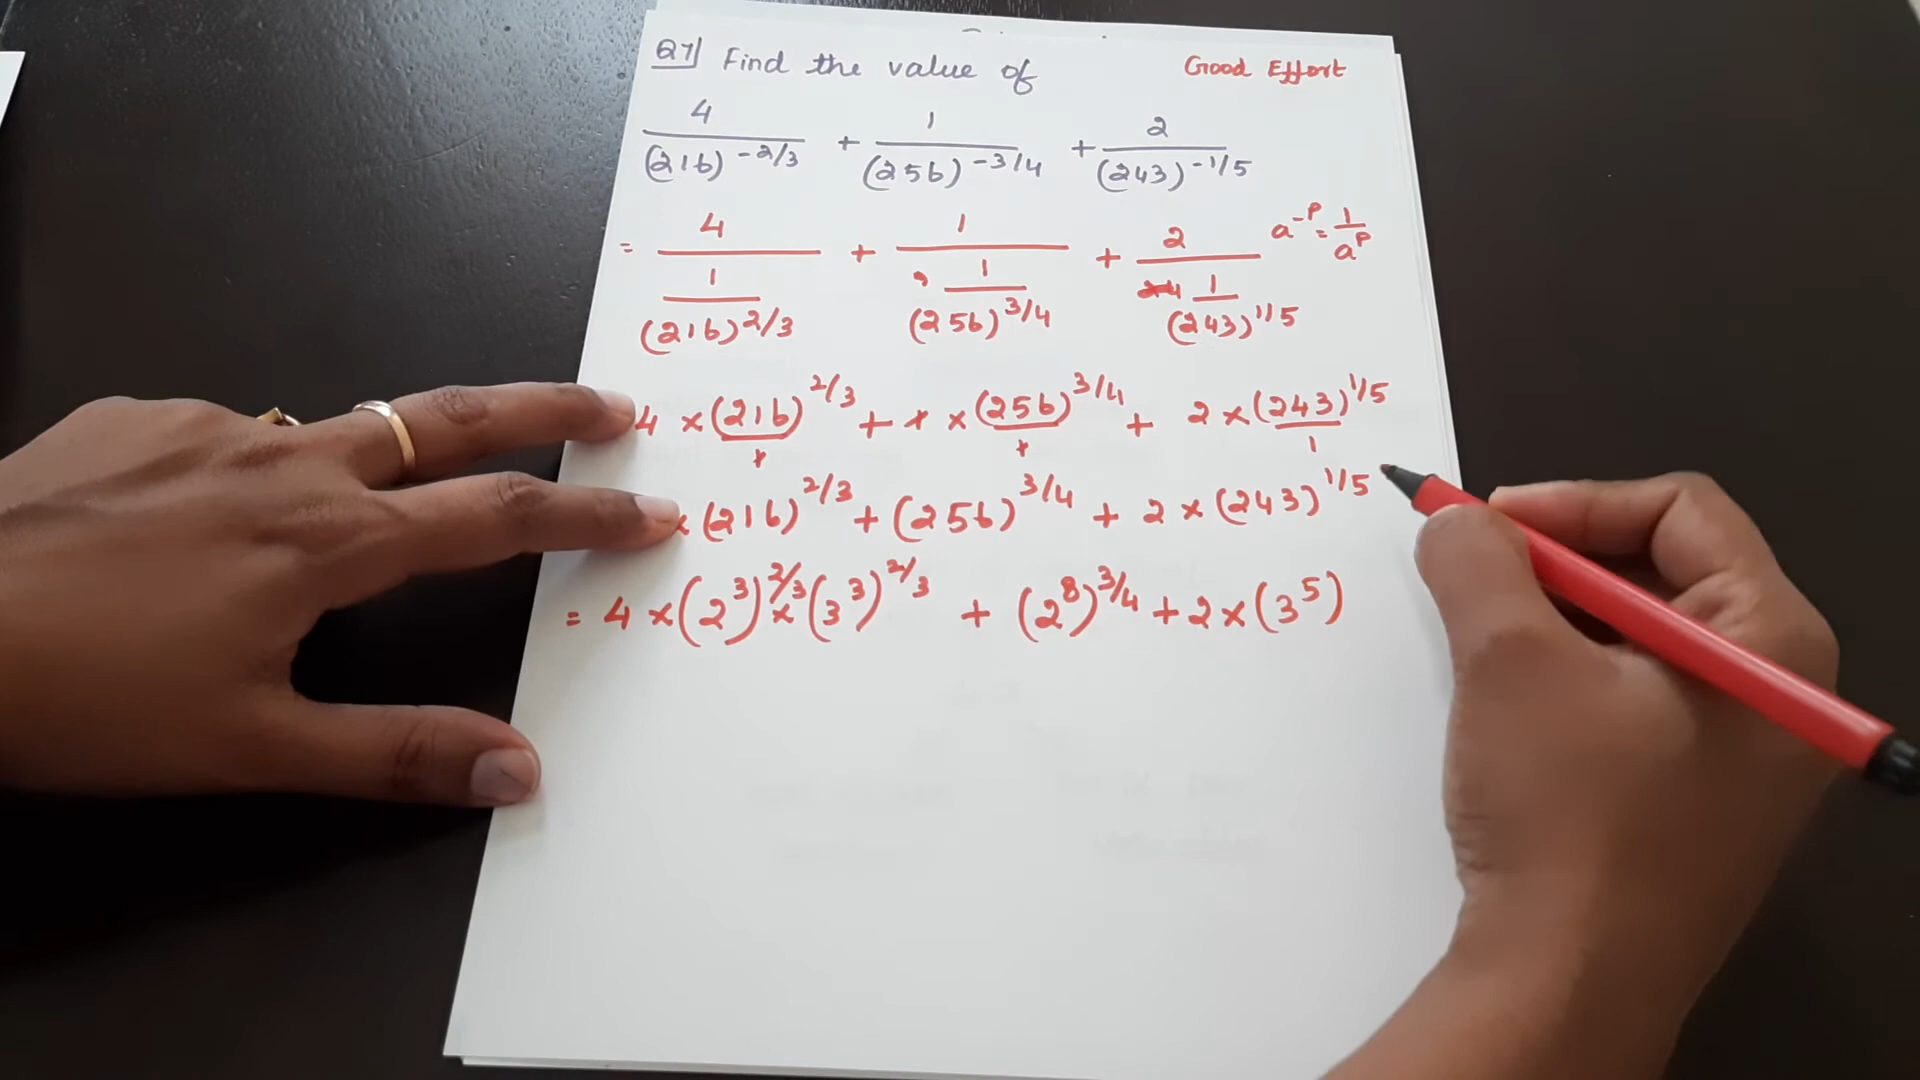 Q7| Find the value of Good Effort
4/(216)^-2/3 + 1/(256)^-3/4 + 2/(243)^-1/5
= 4/(1/(216)^2/3) + 1/(1/(256)^3/4) + 2/(1/(243)^1/5) a^-p = 1/a^p
4 × (216)^2/3/1 + 1 × (256)^3/4/1 + 2 × (243)^1/5/1
× (216)^2/3 + (256)^3/4 + 2 × (243)^1/5
= 4 × (2^3)^2/3 × (3^3)^2/3 + (2^8)^3/4 + 2 × (3^5)